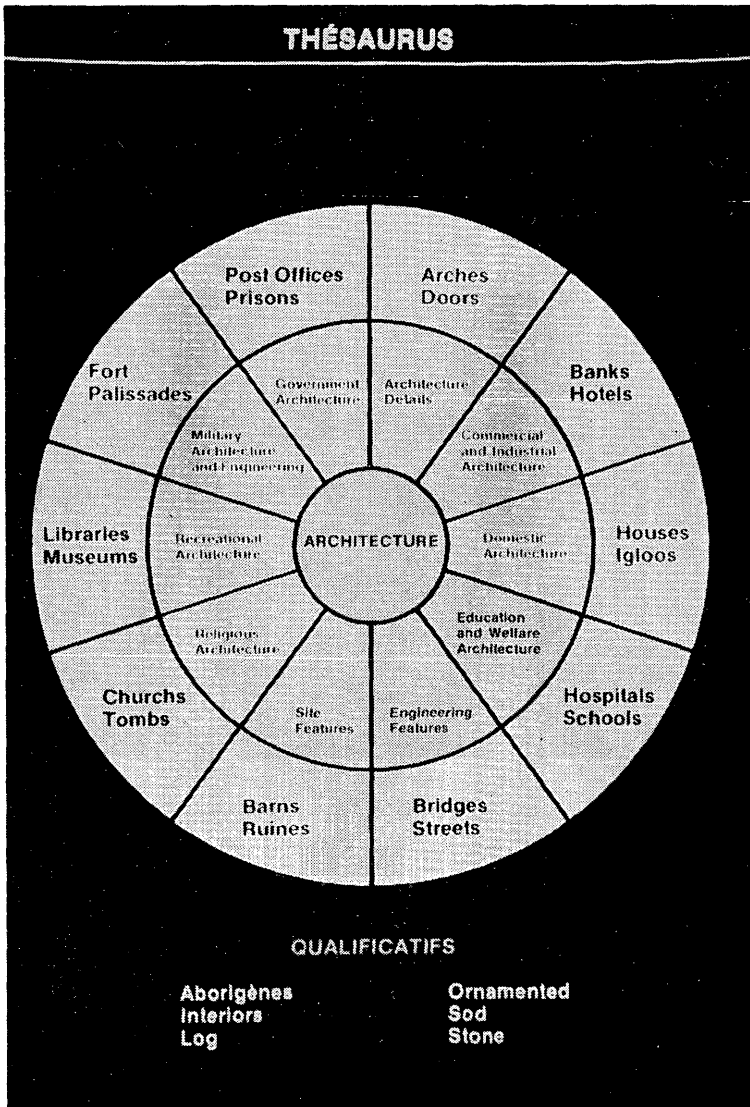 THÉSAURUS
Post Offices
Prisons
Arches
Doors
Banks
Hotels
Houses
Igloos
Hospitals
Schools
Bridges
Streets
Barns
Ruines
Churchs
Tombs
Libraries
Museums
Fort
Palissades
Government
Architecture
Architecture
Details
Commercial
and Industrial
Architecture
Domestic
Architecture
Education
and Welfare
Architecture
Engineering
Features
Site
Features
Religious
Architecture
Recreational
Architecture
Military
Architecture
and Engineering
ARCHITECTURE
QUALIFICATIFS
Aborigènes
Interiors
Log
Ornamented
Sod
Stone